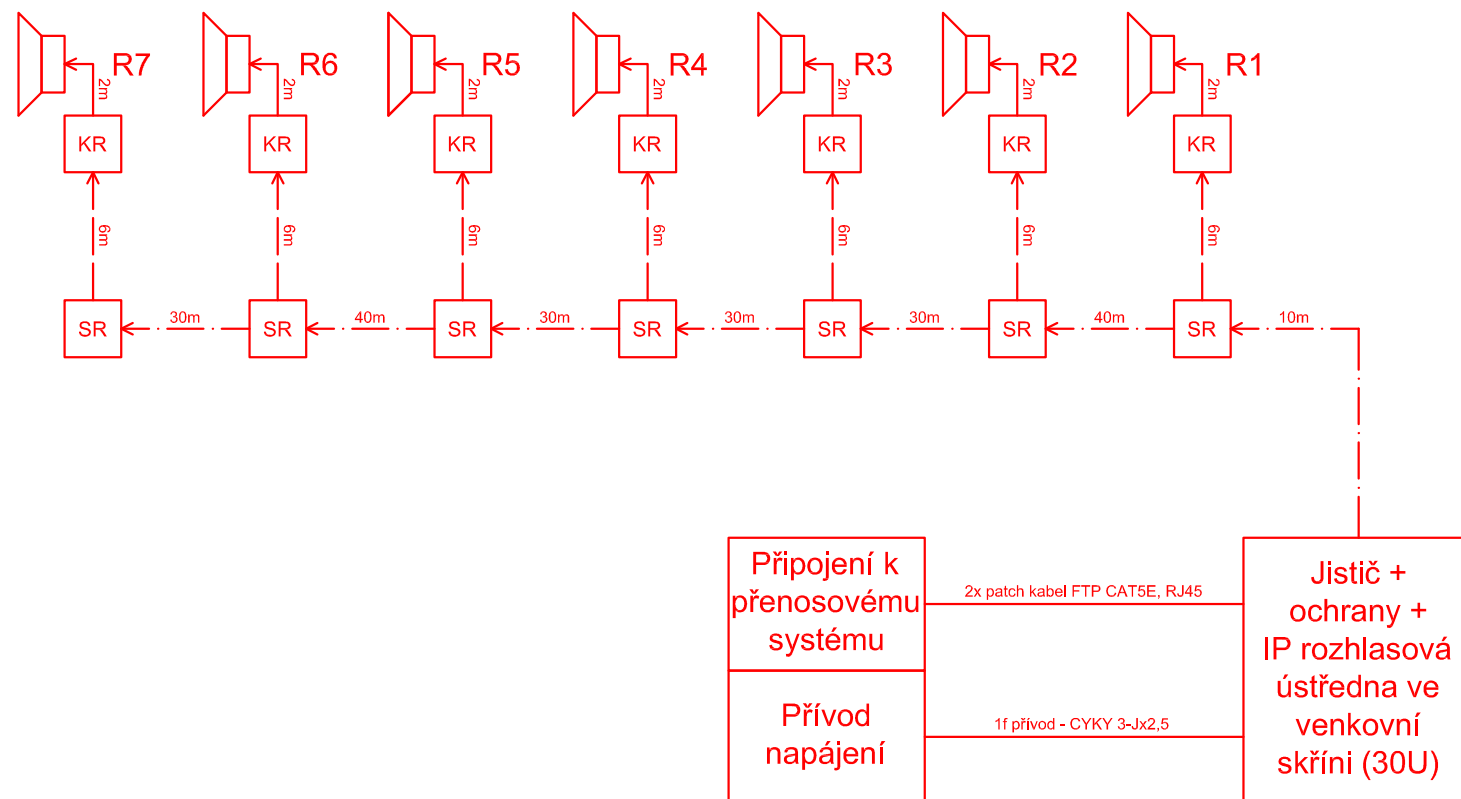 R7
R6
R5
R4
R3
R2
R1
2m
2m
2m
2m
2m
2m
2m
KR
KR
KR
KR
KR
KR
KR
6m
6m
6m
6m
6m
6m
6m
SR
30m
SR
40m
SR
30m
SR
30m
SR
30m
SR
40m
SR
10m
Připojení k
přenosovému
systému
2x patch kabel FTP CAT5E, RJ45
Přívod
napájení
1f přívod - CYKY 3-Jx2,5
Jistič +
ochrany +
IP rozhlasová
ústředna ve
venkovní
skříni (30U)